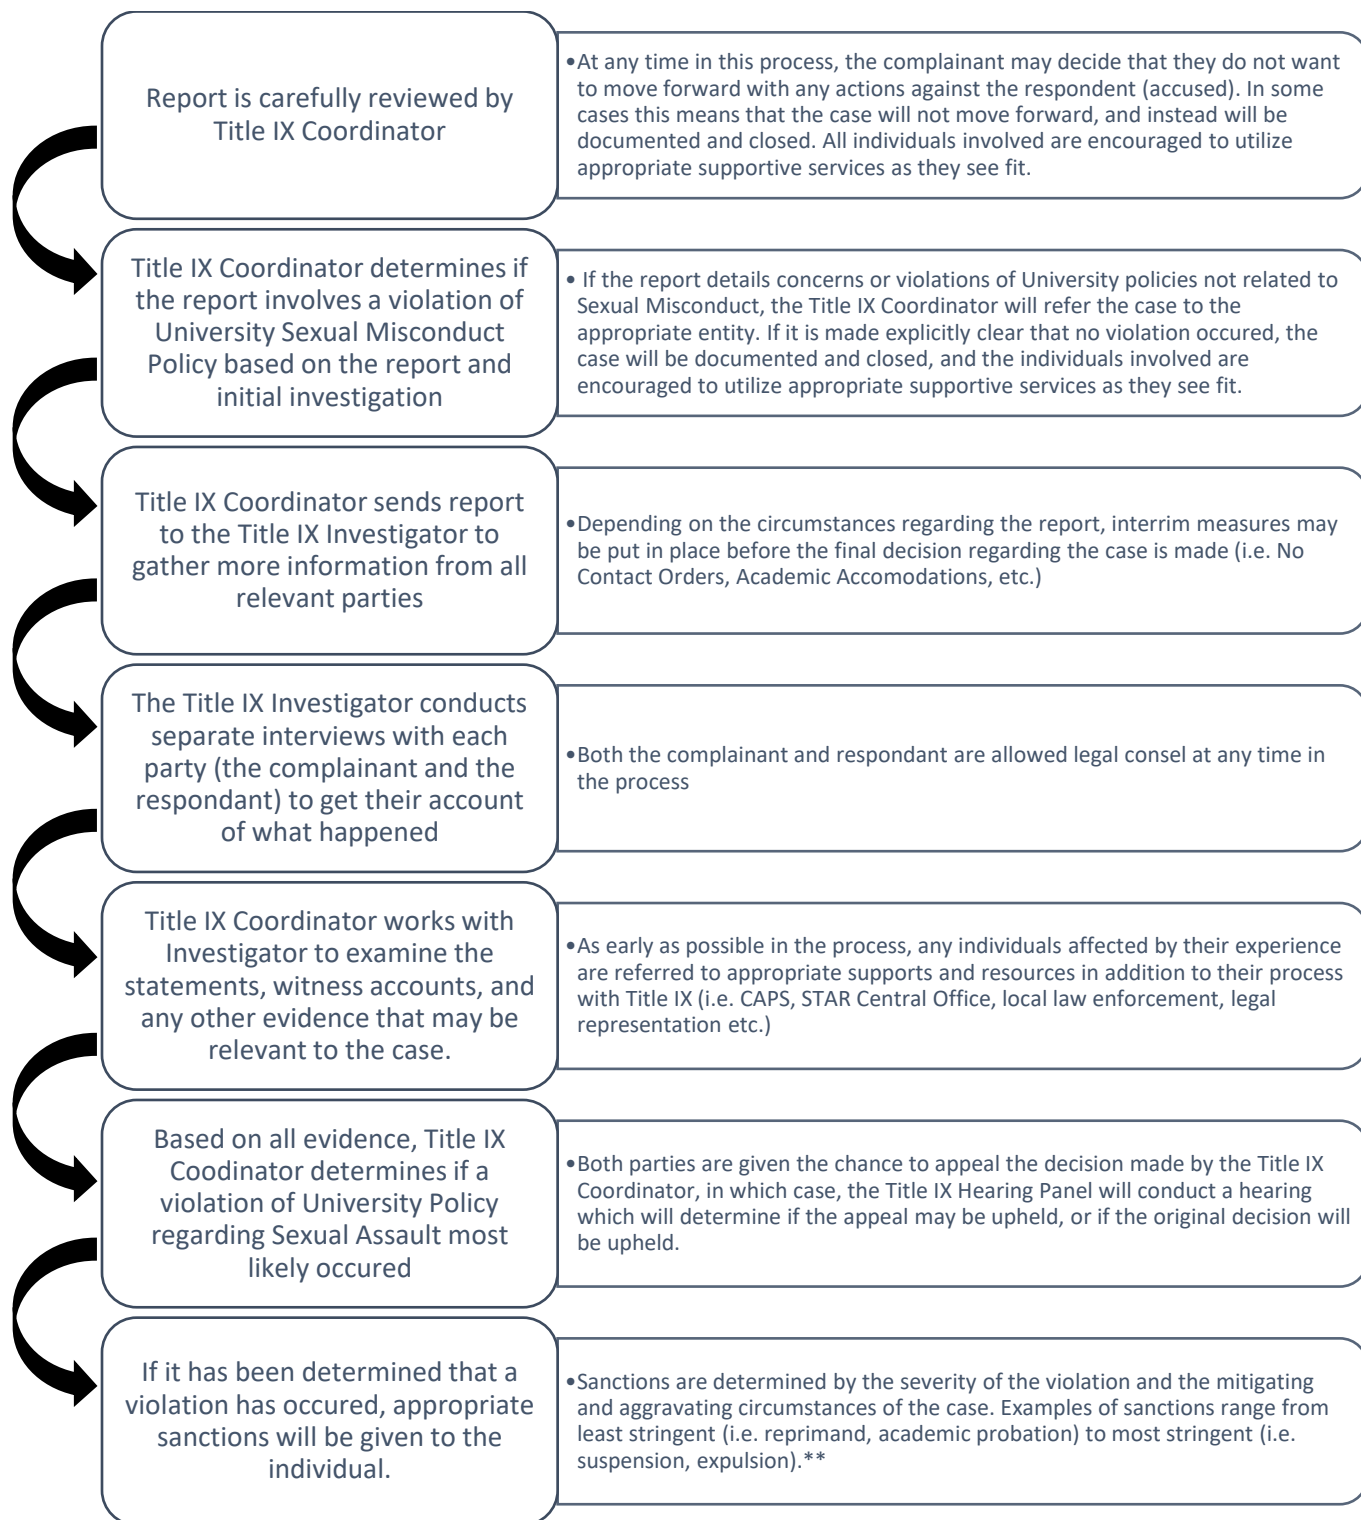 Report is carefully reviewed by
Title IX Coordinator
•At any time in this process, the complainant may decide that they do not want
to move forward with any actions against the respondent (accused). In some
cases this means that the case will not move forward, and instead will be
documented and closed. All individuals involved are encouraged to utilize
appropriate supportive services as they see fit.
Title IX Coordinator determines if
the report involves a violation of
University Sexual Misconduct
Policy based on the report and
initial investigation
• If the report details concerns or violations of University policies not related to
Sexual Misconduct, the Title IX Coordinator will refer the case to the
appropriate entity. If it is made explicitly clear that no violation occured, the
case will be documented and closed, and the individuals involved are
encouraged to utilize appropriate supportive services as they see fit.
Title IX Coordinator sends report
to the Title IX Investigator to
gather more information from all
relevant parties
•Depending on the circumstances regarding the report, interrim measures may
be put in place before the final decision regarding the case is made (i.e. No
Contact Orders, Academic Accomodations, etc.)
The Title IX Investigator conducts
separate interviews with each
party (the complainant and the
respondant) to get their account
of what happened
•Both the complainant and respondant are allowed legal consel at any time in
the process
Title IX Coordinator works with
Investigator to examine the
statements, witness accounts, and
any other evidence that may be
relevant to the case.
•As early as possible in the process, any individuals affected by their experience
are referred to appropriate supports and resources in addition to their process
with Title IX (i.e. CAPS, STAR Central Office, local law enforcement, legal
representation etc.)
Based on all evidence, Title IX
Coodinator determines if a
violation of University Policy
regarding Sexual Assault most
likely occured
•Both parties are given the chance to appeal the decision made by the Title IX
Coordinator, in which case, the Title IX Hearing Panel will conduct a hearing
which will determine if the appeal may be upheld, or if the original decision will
be upheld.
If it has been determined that a
violation has occured, appropriate
sanctions will be given to the
individual.
•Sanctions are determined by the severity of the violation and the mitigating
and aggravating circumstances of the case. Examples of sanctions range from
least stringent (i.e. reprimand, academic probation) to most stringent (i.e.
suspension, expulsion).**